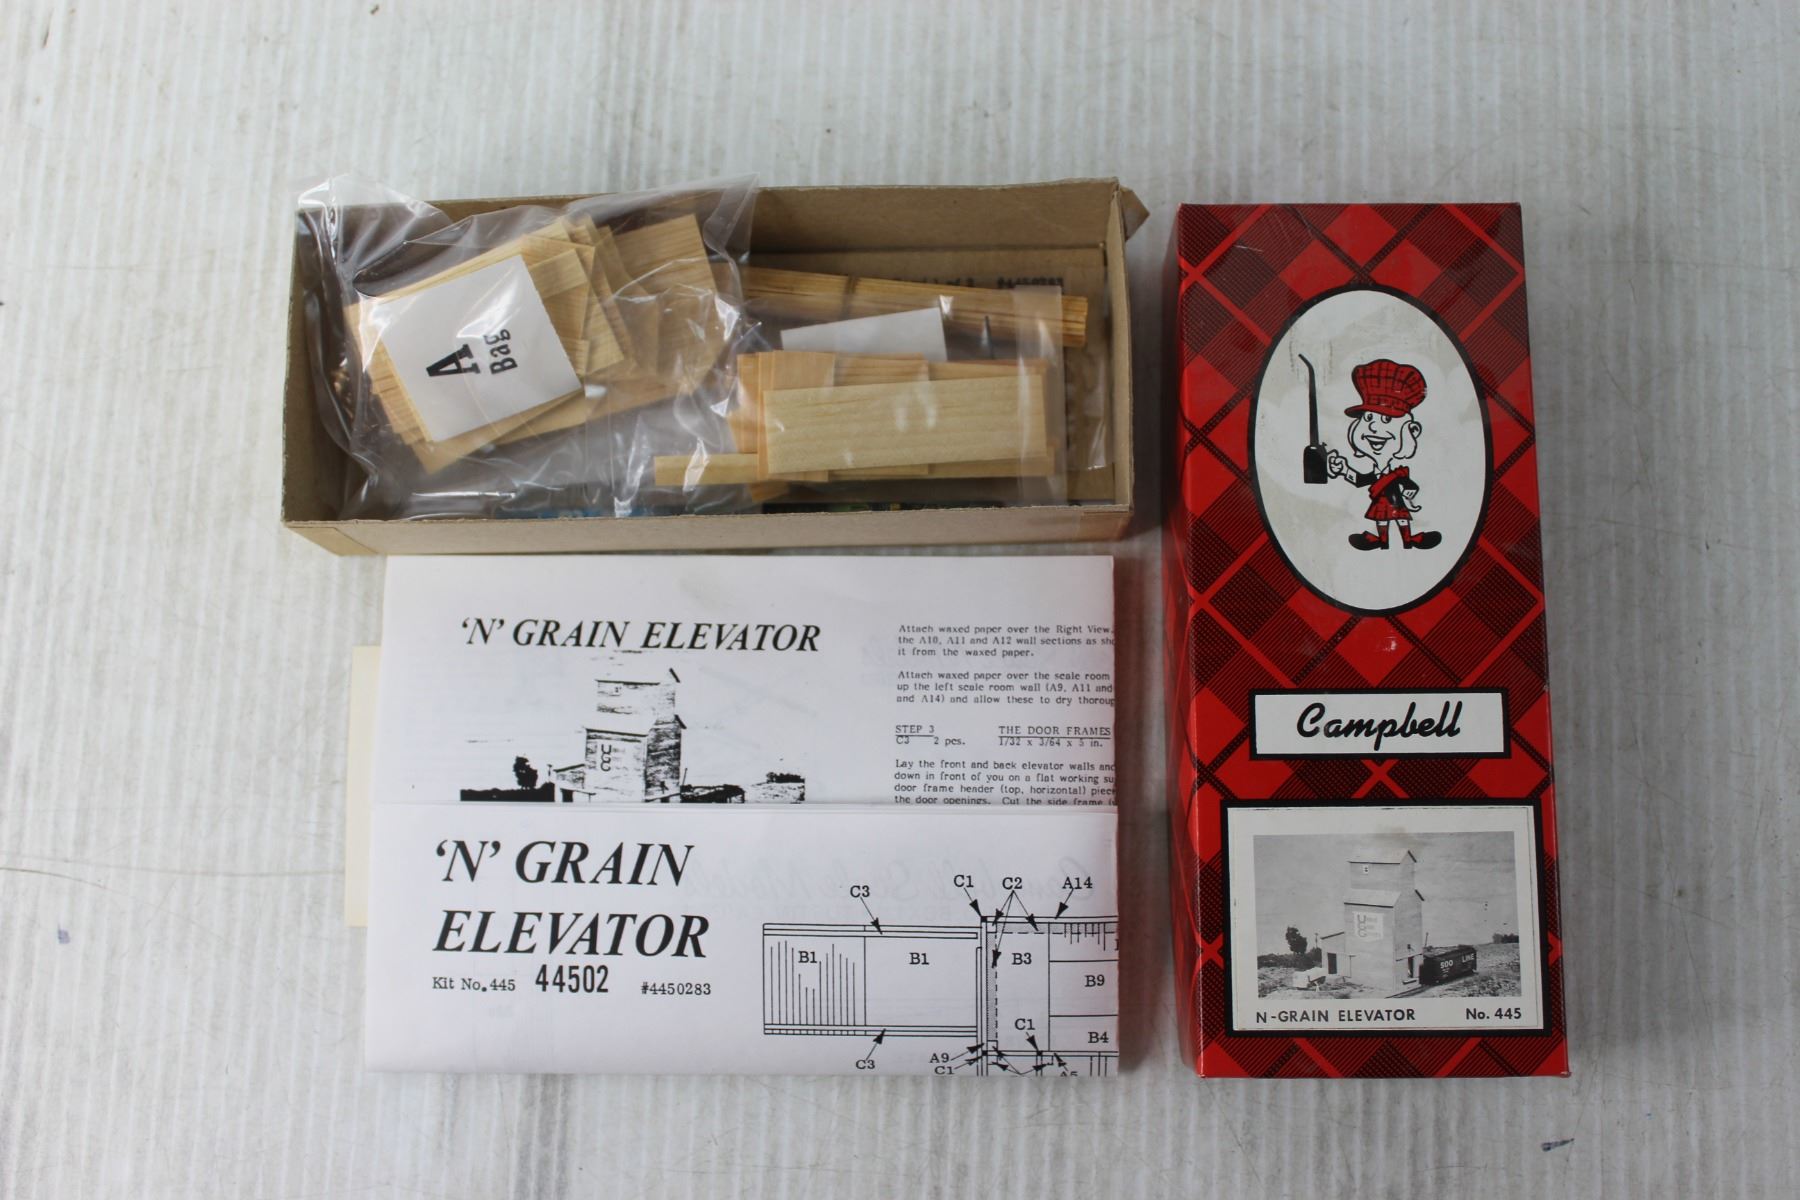 A
Bag
'N' GRAIN ELEVATOR
U
G
C
Attach waxed paper over the Right View.
the A10, A11 and A12 wall sections as
it from the waxed paper.
Attach waxed paper over the scale room
up the left scale room wall (A9, A11 and
and A14) and allow these to dry
STEP 3 THE DOOR FRAMES
C3 2 pcs. 1/32 x 3/64 x 5 in.
Lay the front and back elevator walls and
down in front of you on a flat working
door frame header (top, horizontal)
the door openings. Cut the side frame
'N' GRAIN
ELEVATOR
Kit No. 445 44502 #4450283
C3
C1
C2
A14
B1
B1
B3
B9
C1
B4
C3
A9
C1
A5
Campbell
SOO LINE
N-GRAIN ELEVATOR No. 445